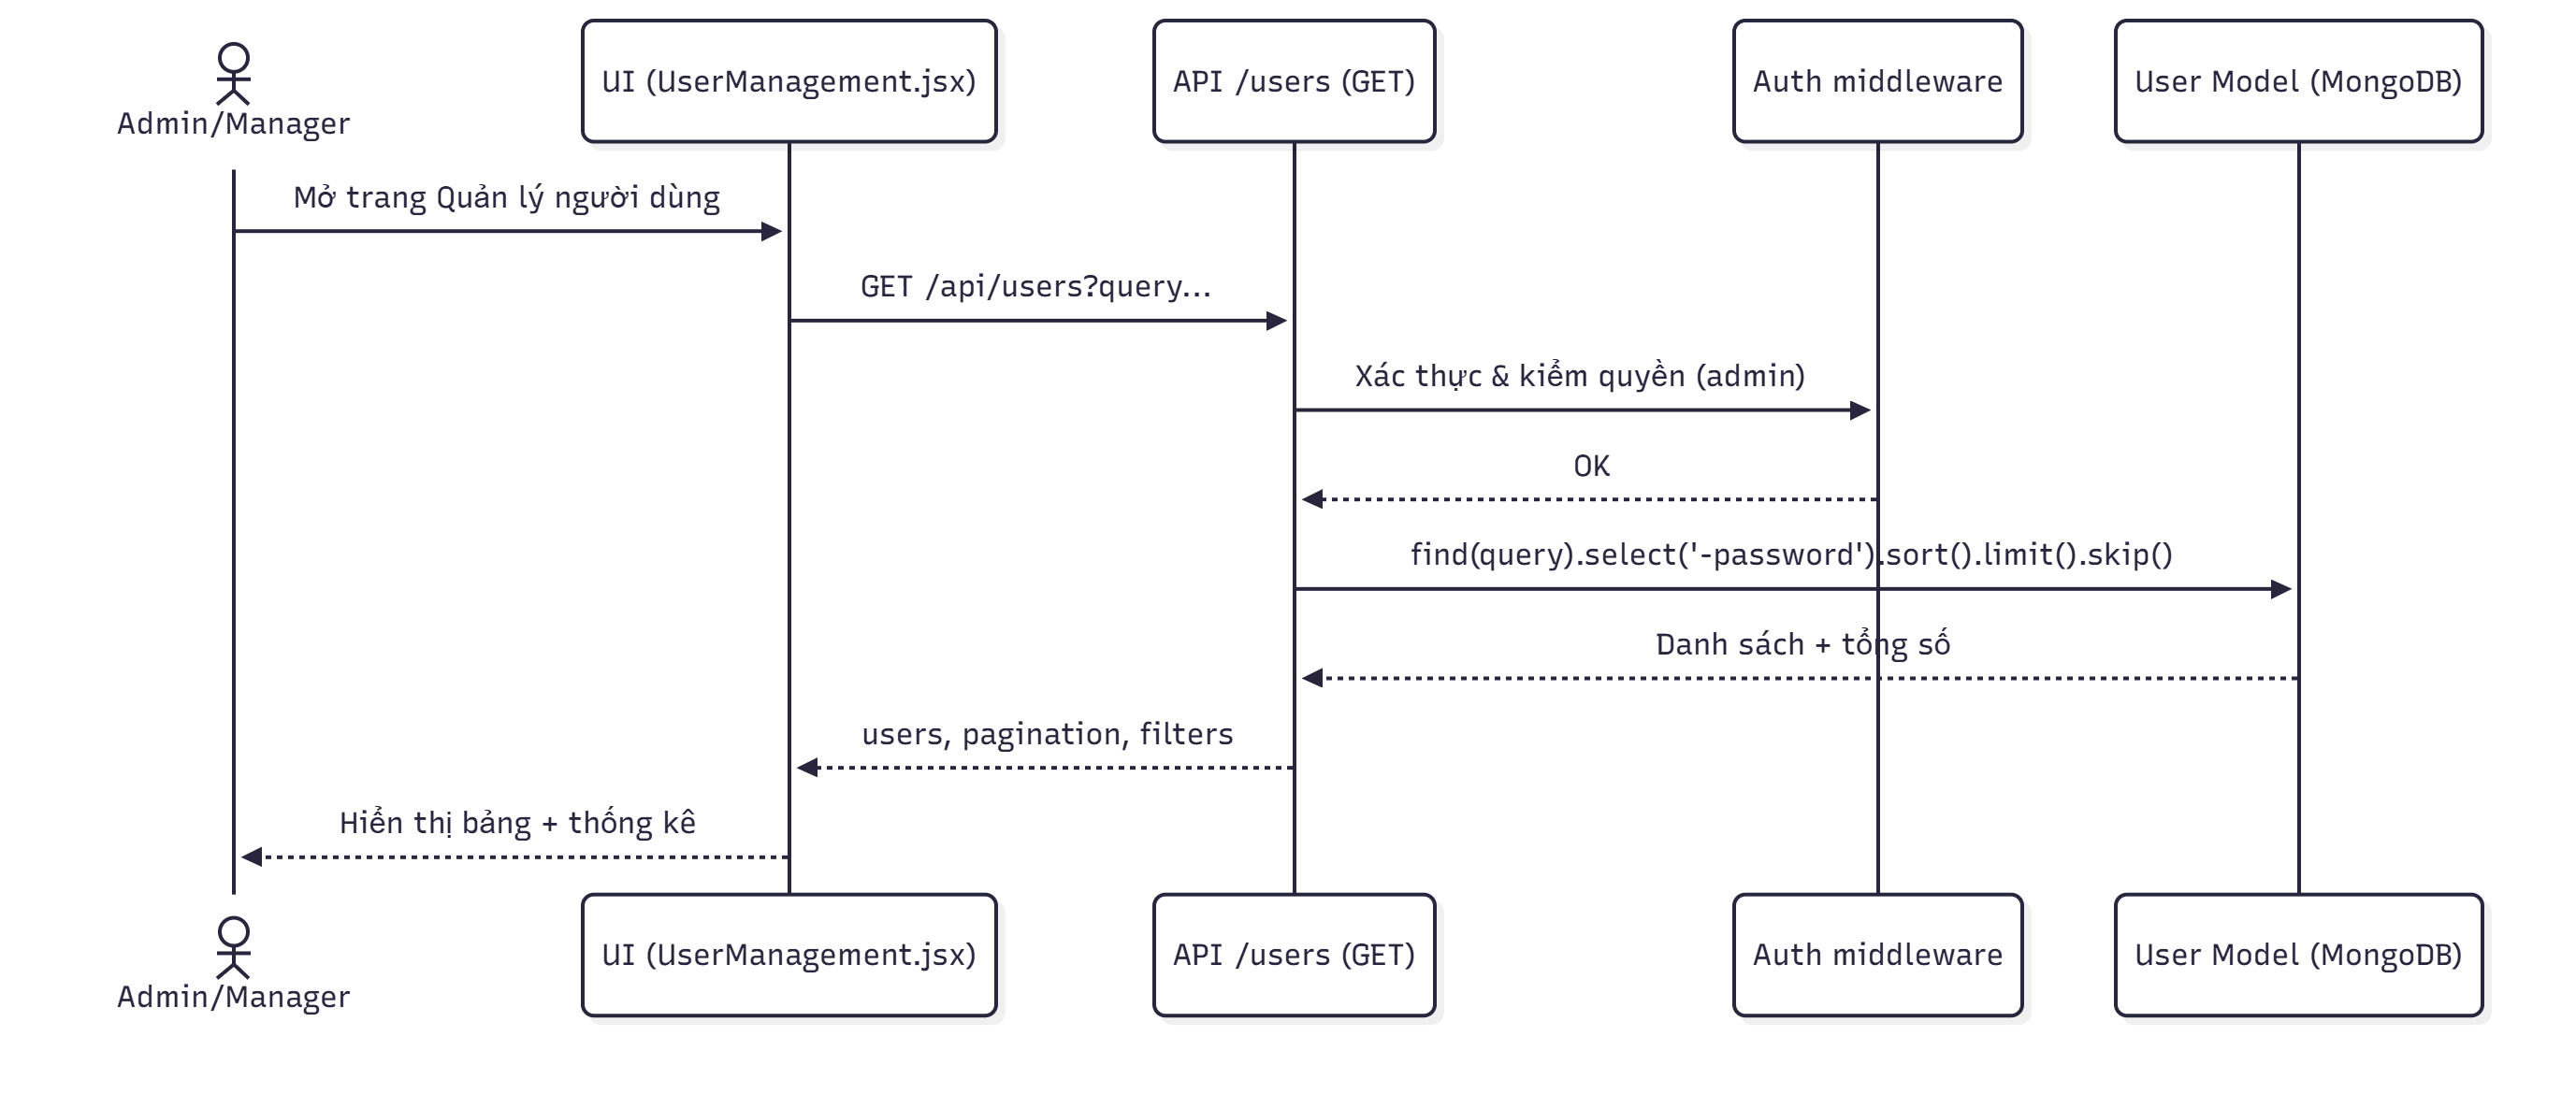 Admin/Manager
UI (UserManagement.jsx)
API /users (GET)
Auth middleware
User Model (MongoDB)
Mở trang Quản lý người dùng
GET /api/users?query...
Xác thực & kiểm quyền (admin)
OK
find(query).select('-password').sort().limit().skip()
Danh sách + tổng số
users, pagination, filters
Hiển thị bảng + thống kê
Admin/Manager
UI (UserManagement.jsx)
API /users (GET)
Auth middleware
User Model (MongoDB)